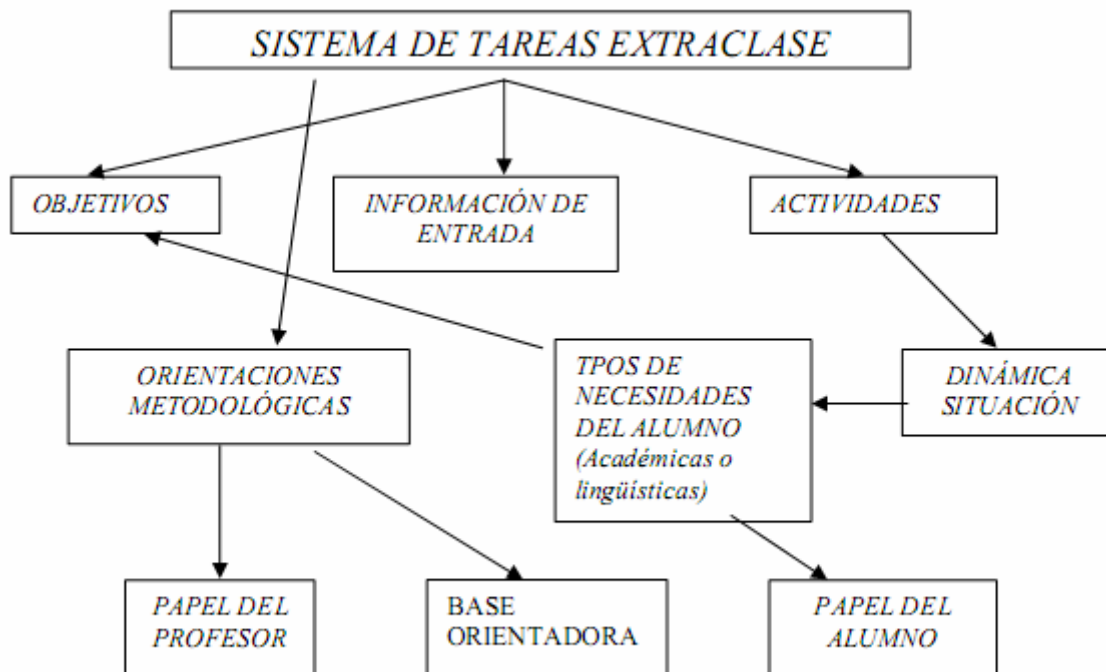 SISTEMA DE TAREAS EXTRACLASE
OBJETIVOS
INFORMACIÓN DE
ENTRADA
ACTIVIDADES
ORIENTACIONES
METODOLÓGICAS
TPOS DE
NECESIDADES
DEL ALUMNO
(Académicas o
lingüísticas)
DINÁMICA
SITUACIÓN
PAPEL DEL
PROFESOR
BASE
ORIENTADORA
PAPEL DEL
ALUMNO